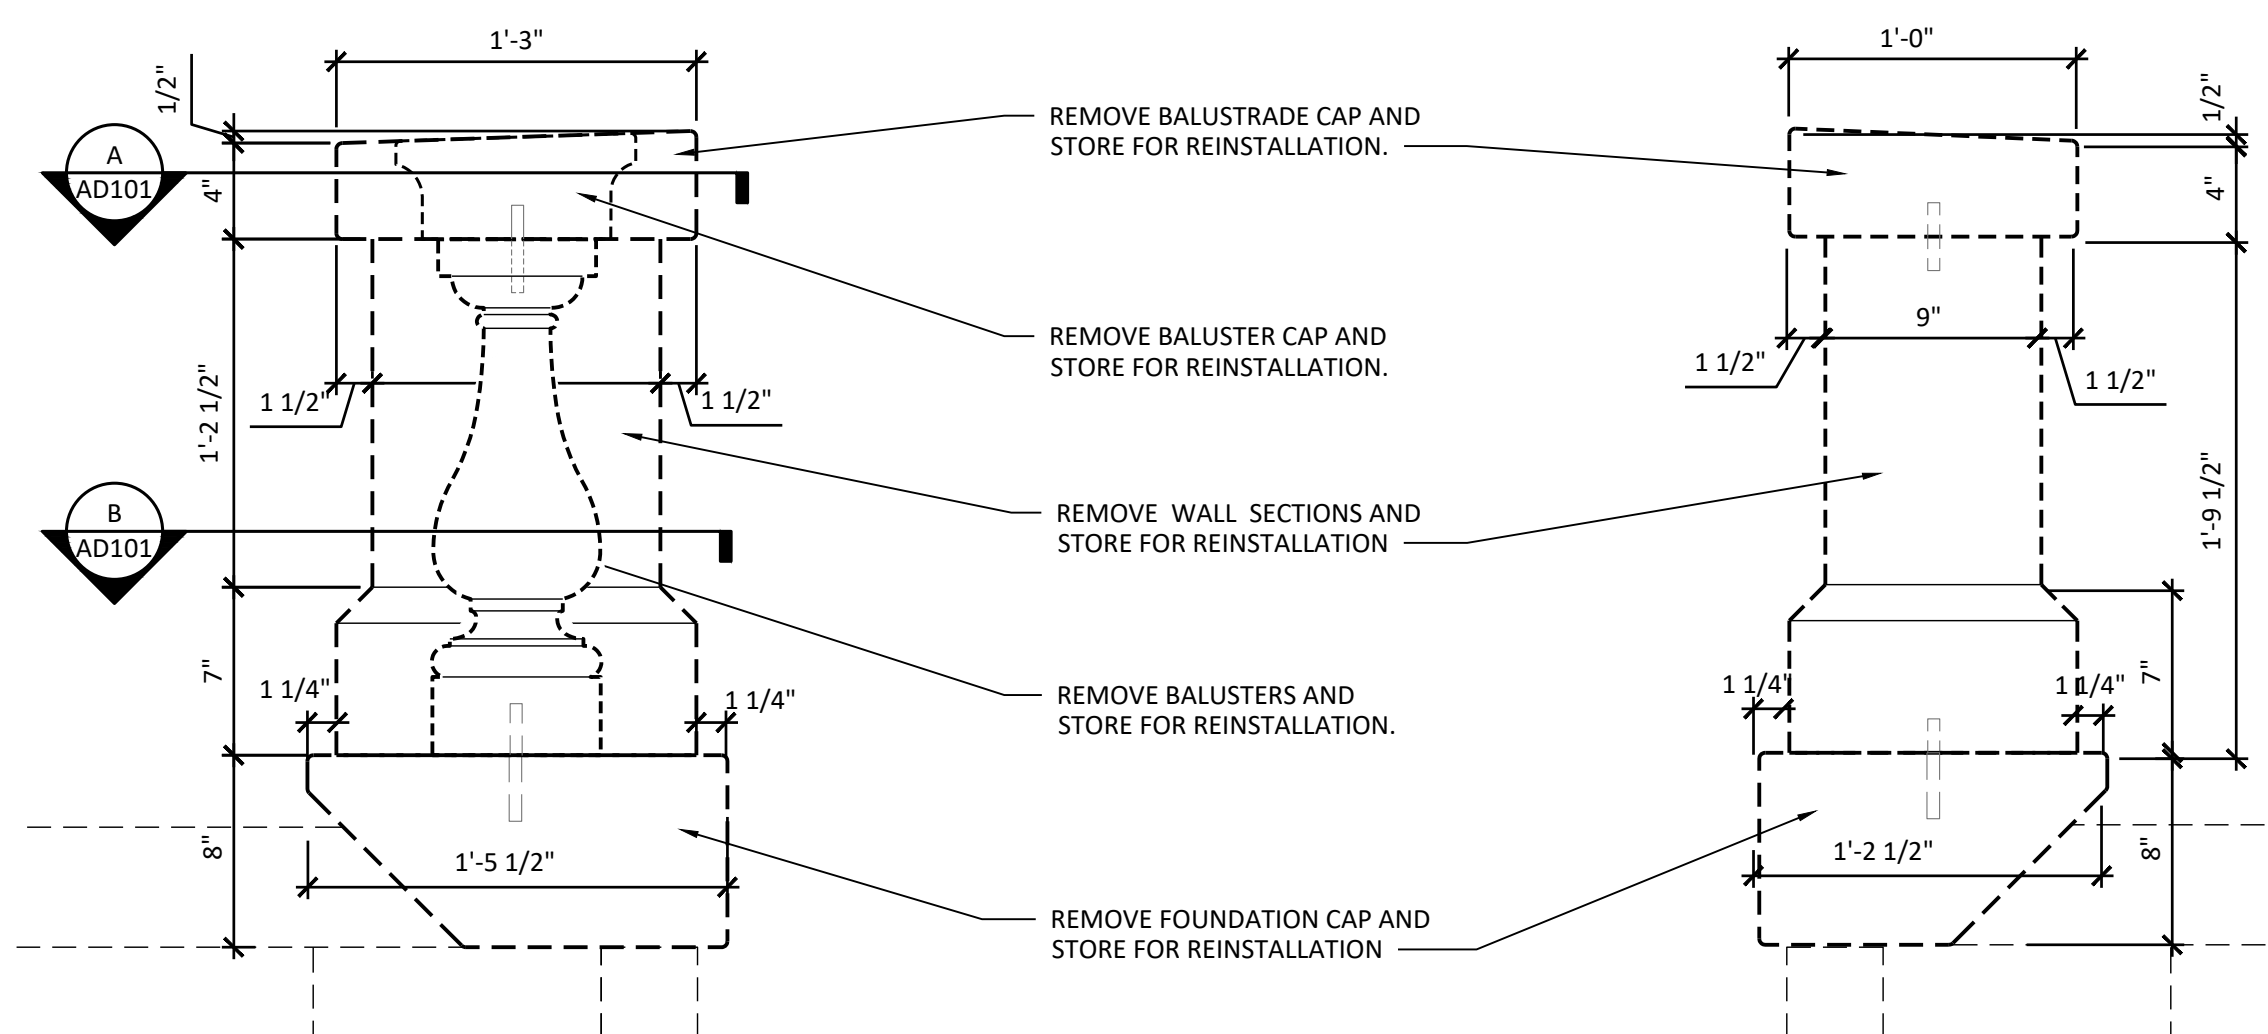 1'-3"
1'-0"
1/2"
1/2"
REMOVE BALUSTRADE CAP AND
STORE FOR REINSTALLATION.
A
AD101
4"
4"
REMOVE BALUSTER CAP AND
STORE FOR REINSTALLATION.
9"
1 1/2"
1 1/2"
1 1/2"
1 1/2"
1'-2 1/2"
1'-9 1/2"
REMOVE WALL SECTIONS AND
STORE FOR REINSTALLATION
B
AD101
7"
7"
1 1/4"
1 1/4"
REMOVE BALUSTERS AND
STORE FOR REINSTALLATION.
1 1/4"
1 1/4"
8"
8"
1'-5 1/2"
1'-2 1/2"
REMOVE FOUNDATION CAP AND
STORE FOR REINSTALLATION